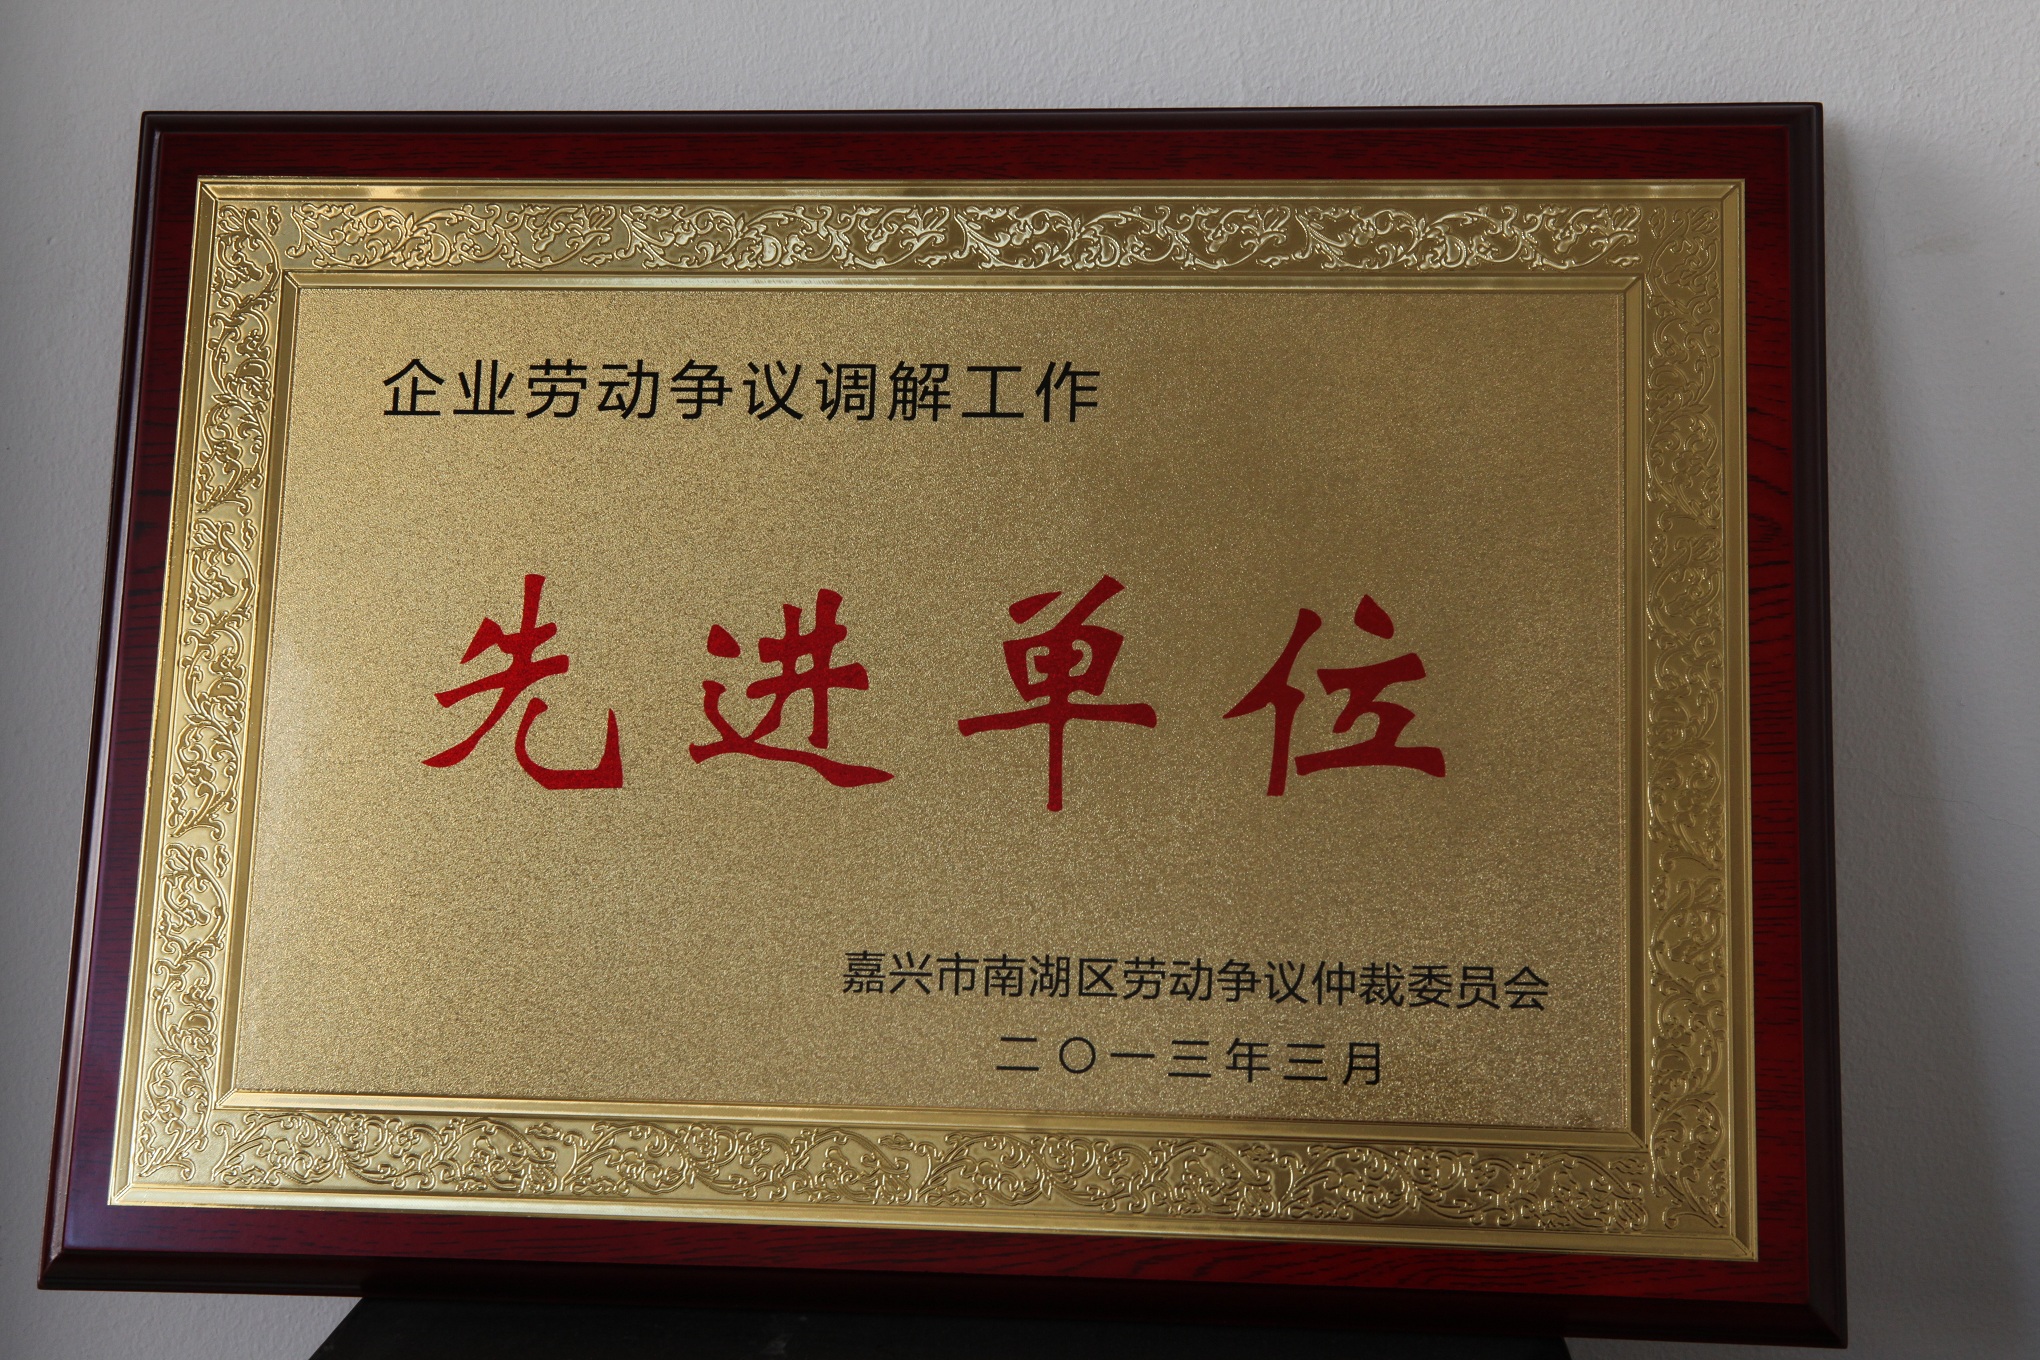 企业劳动争议调解工作
先进单位
嘉兴市南湖区劳动争议仲裁委员会
二〇一三年三月